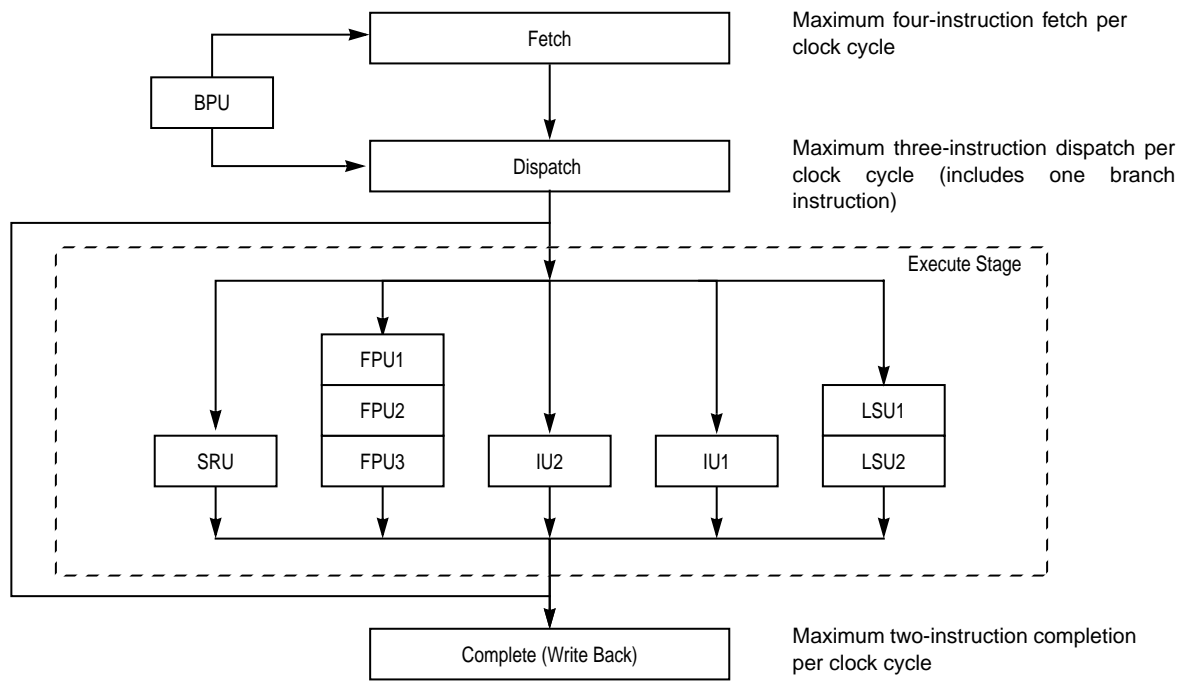 Maximum four-instruction fetch per
clock cycle
Fetch
BPU
Maximum three-instruction dispatch per
clock cycle (includes one branch
instruction)
Dispatch
Execute Stage
FPU1
FPU2
LSU1
SRU
FPU3
IU2
IU1
LSU2
Complete (Write Back)
Maximum two-instruction completion
per clock cycle